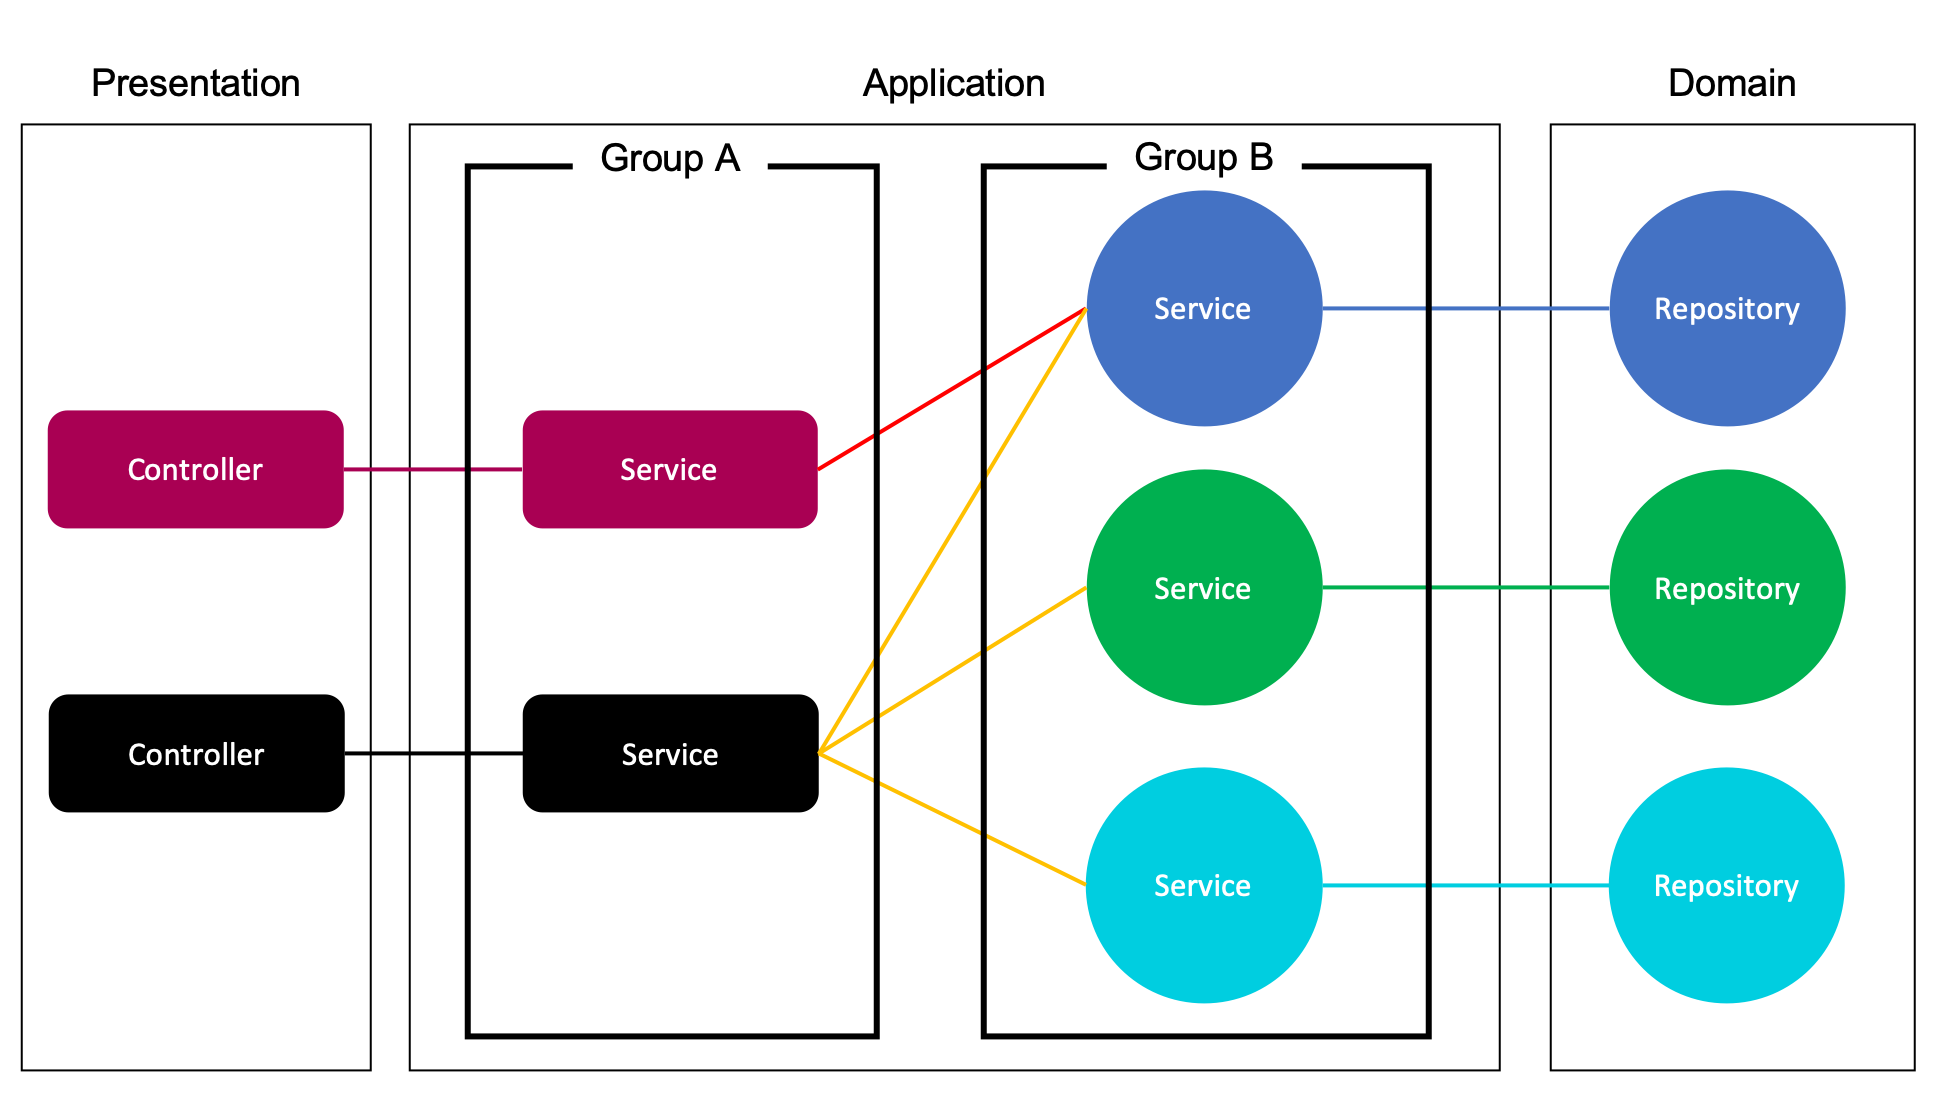 Presentation
Application
Domain
Group A
Group B
Service
Repository
Controller
Service
Service
Repository
Controller
Service
Service
Repository